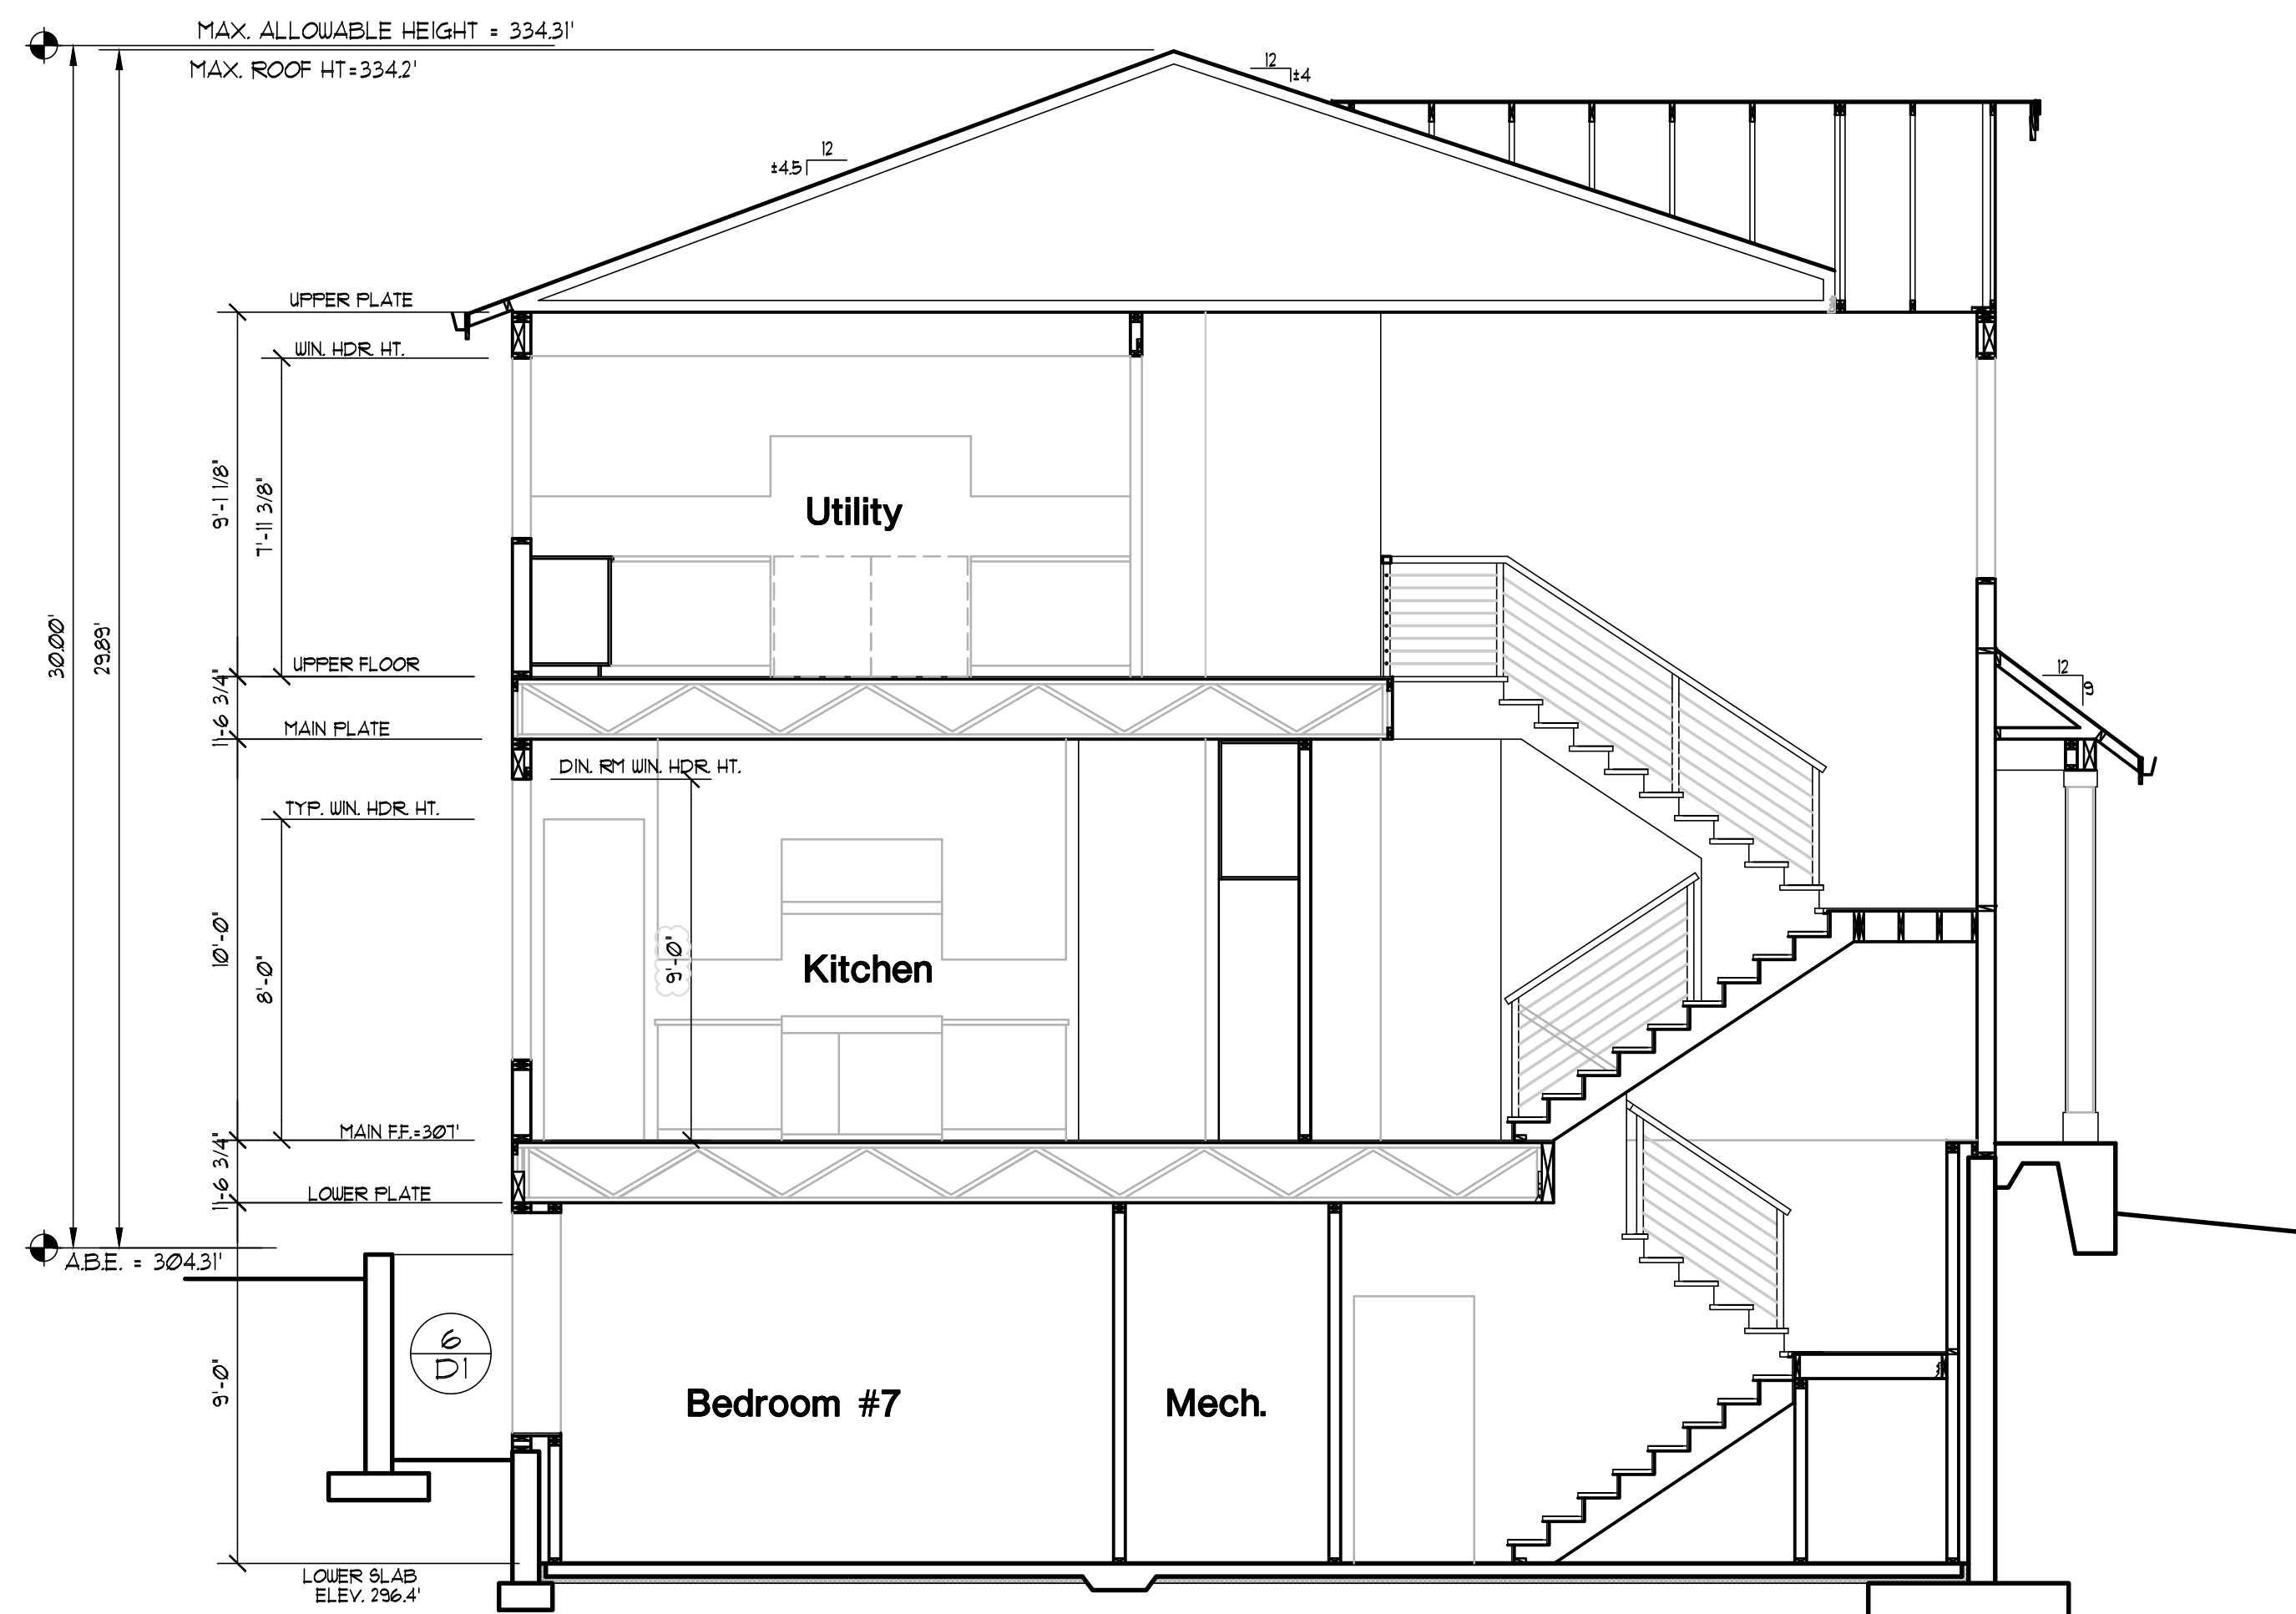 MAX. ALLOWABLE HEIGHT = 334.31'
MAX. ROOF HT=334.2'
12
±4
12
±4.5
UPPER PLATE
WIN. HDR. HT.
9'-1 1/8"
7'-11 3/8"
Utility
30.00'
29.89'
UPPER FLOOR
12
9
1'-6 3/4"
MAIN PLATE
DIN. RM WIN. HDR. HT.
TYP. WIN. HDR. HT.
10'-0"
8'-0"
9'-0"
Kitchen
MAIN F.F.=307'
1'-6 3/4"
LOWER PLATE
A.B.E. = 304.31'
6
D1
9'-0"
Bedroom #7
Mech.
LOWER SLAB
ELEV. 296.4'